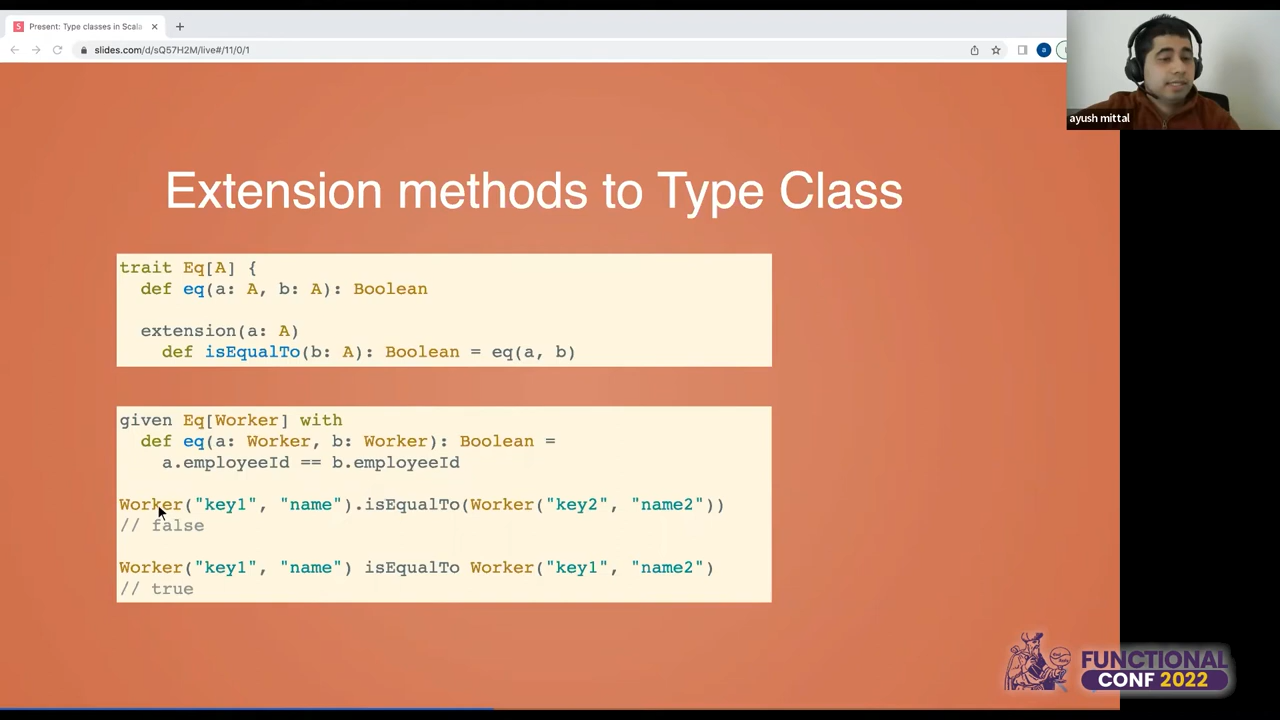 S Present: Type classes in Scala
slides.com/d/sQ57H2M/live#/11/0/1
a
ayush mittal
Extension methods to Type Class
trait Eq[A] {
def eq(a: A, b: A): Boolean
extension(a: A)
def isEqualTo(b: A): Boolean = eq(a, b)
given Eq[Worker] with
def eq(a: Worker, b: Worker): Boolean =
a.employeeId == b.employeeId
Worker("key1", "name").isEqualTo(Worker("key2", "name2"))
// false
Worker("key1", "name") isEqualTo Worker("key1", "name2")
// true
FUNCTIONAL
CONF 2022